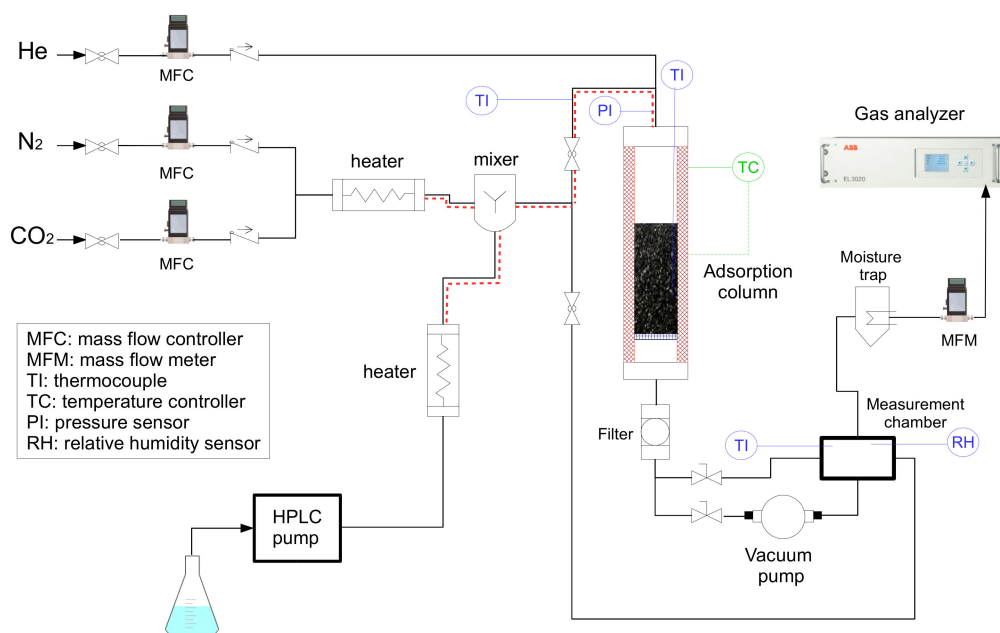 He
MFC
N2
MFC
CO2
MFC
heater
mixer
heater
TI
PI
TI
TC
Adsorption
column
Gas analyzer
ABB
EL3020
Moisture
trap
MFM
Measurement
chamber
TI
RH
Filter
Vacuum
pump
HPLC
pump
MFC: mass flow controller
MFM: mass flow meter
TI: thermocouple
TC: temperature controller
PI: pressure sensor
RH: relative humidity sensor